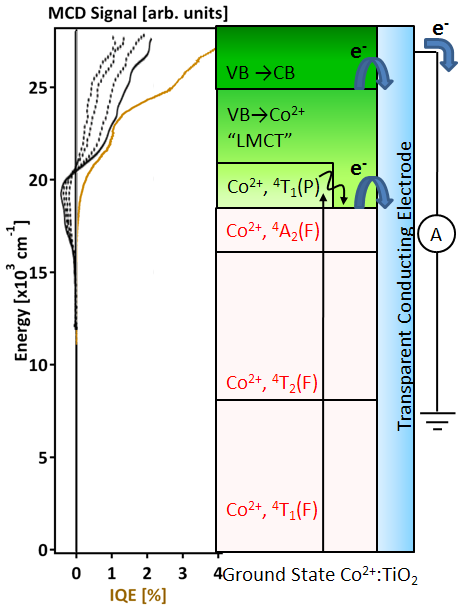 MCD Signal [arb. units]
Energy [x10³ cm⁻¹]
25
20
15
10
5
0
0 1 2 3 4
IQE [%]
VB →CB
e⁻
VB→Co²⁺
“LMCT”
Co²⁺, ⁴T₁(P)
e⁻
Co²⁺, ⁴A₂(F)
Co²⁺, ⁴T₂(F)
Co²⁺, ⁴T₁(F)
Ground State Co²⁺:TiO₂
Transparent Conducting Electrode
e⁻
A